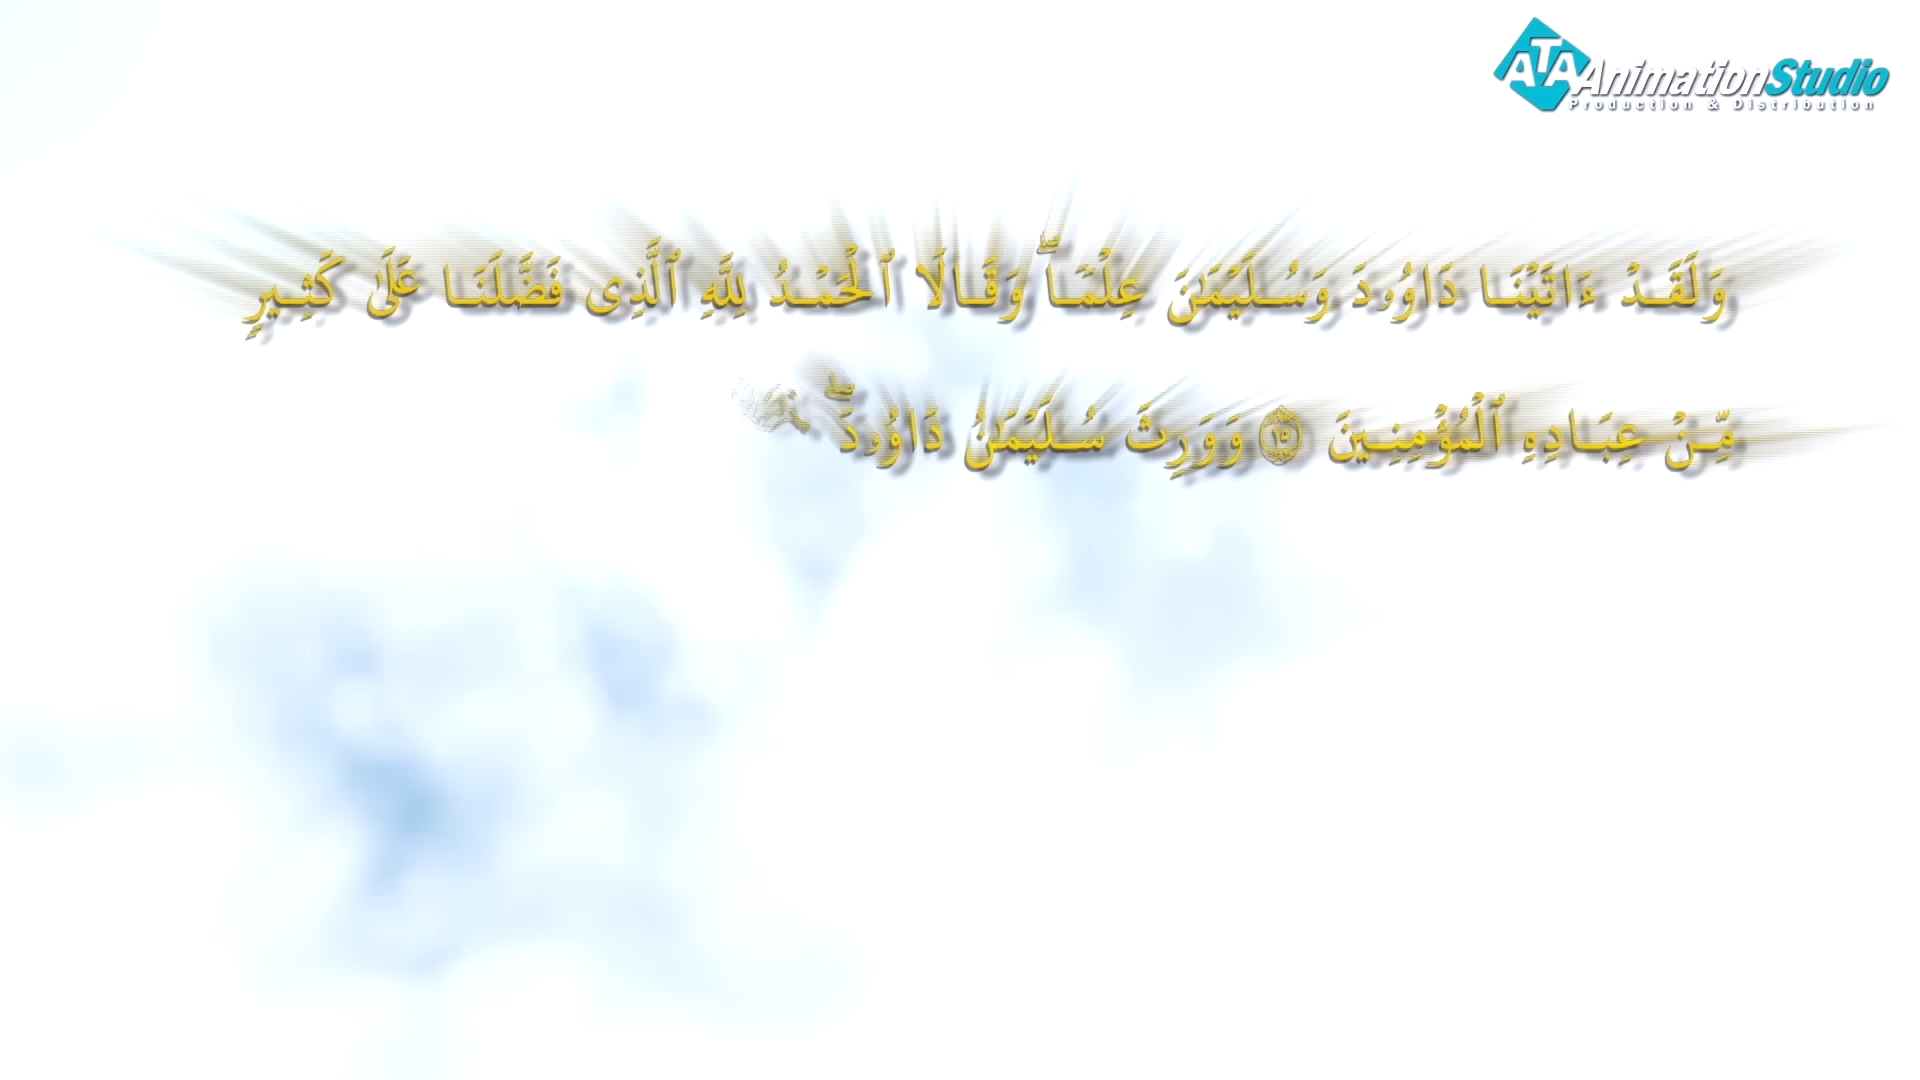 ATA AnimationStudio
Production & Distribution
وَلَقَدْ ءَاتَيْنَا دَاوُۥدَ وَسُلَيْمَٰنَ عِلْمًا ۖ وَقَالَا ٱلْحَمْدُ لِلَّهِ ٱلَّذِى فَضَّلَنَا عَلَىٰ كَثِيرٍ
مِّنْ عِبَادِهِ ٱلْمُؤْمِنِينَ ١٥ وَوَرِثَ سُلَيْمَٰنُ دَاوُۥدَ ۖ